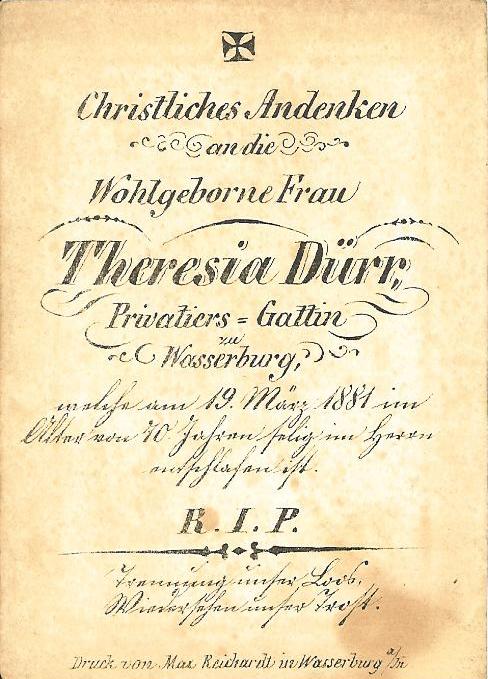 Christliches Andenken
an die
Wohlgeborne Frau
Theresia Dürr,
Privatiers = Gattin
zu
Wasserburg,
welche am 19. März 1881 im
Alter von 70 Jahren selig im Herrn
entschlafen ist.
R. I. P.
Trennung unser Loos,
Wiedersehen unser Trost.
Druck von Max Reichardt in Wasserburg a/In